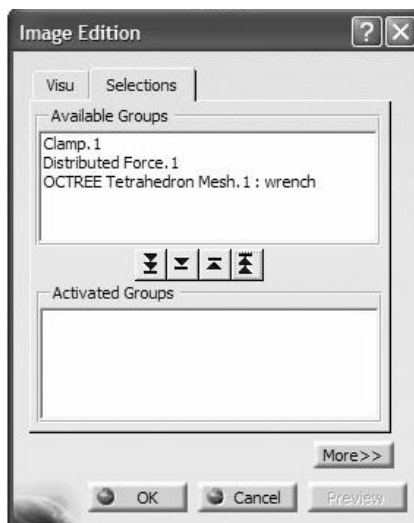 Image Edition
Visu Selections
Available Groups
Clamp.1
Distributed Force.1
OCTREE Tetrahedron Mesh.1 : wrench
Activated Groups
More>>
OK Cancel Preview